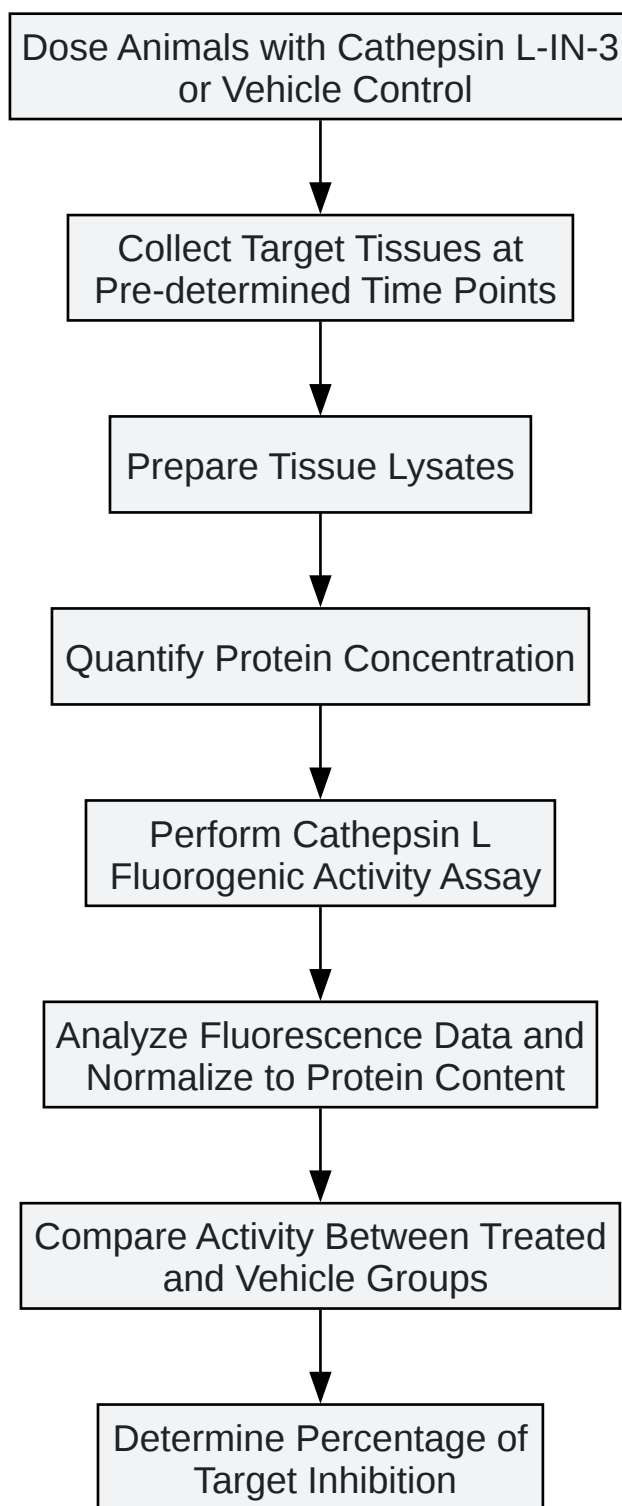 Dose Animals with Cathepsin L-IN-3
or Vehicle Control
Collect Target Tissues at
Pre-determined Time Points
Prepare Tissue Lysates
Quantify Protein Concentration
Perform Cathepsin L
Fluorogenic Activity Assay
Analyze Fluorescence Data and
Normalize to Protein Content
Compare Activity Between Treated
and Vehicle Groups
Determine Percentage of
Target Inhibition